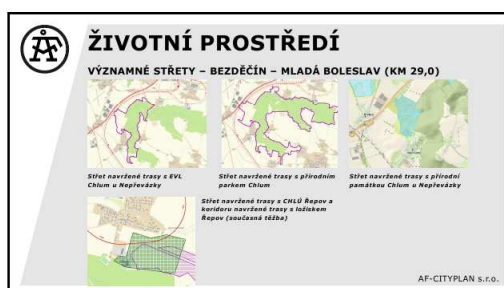 ŽIVOTNÍ PROSTŘEDÍ
VÝZNAMNÉ STŘETY – BEZDĚČÍN – MLADÁ BOLESLAV (KM 29,0)
Střet navržené trasy s EVL
Chlum u Nepřevázky
Střet navržené trasy s přírodním
parkem Chlum
Střet navržené trasy s přírodní
památkou Chlum u Nepřevázky
Střet navržené trasy s CHLÚ Řepov a
koridoro navržené trasy s ložiskem
Řepov (současná těžba)
AF-CITYPLAN s.r.o.